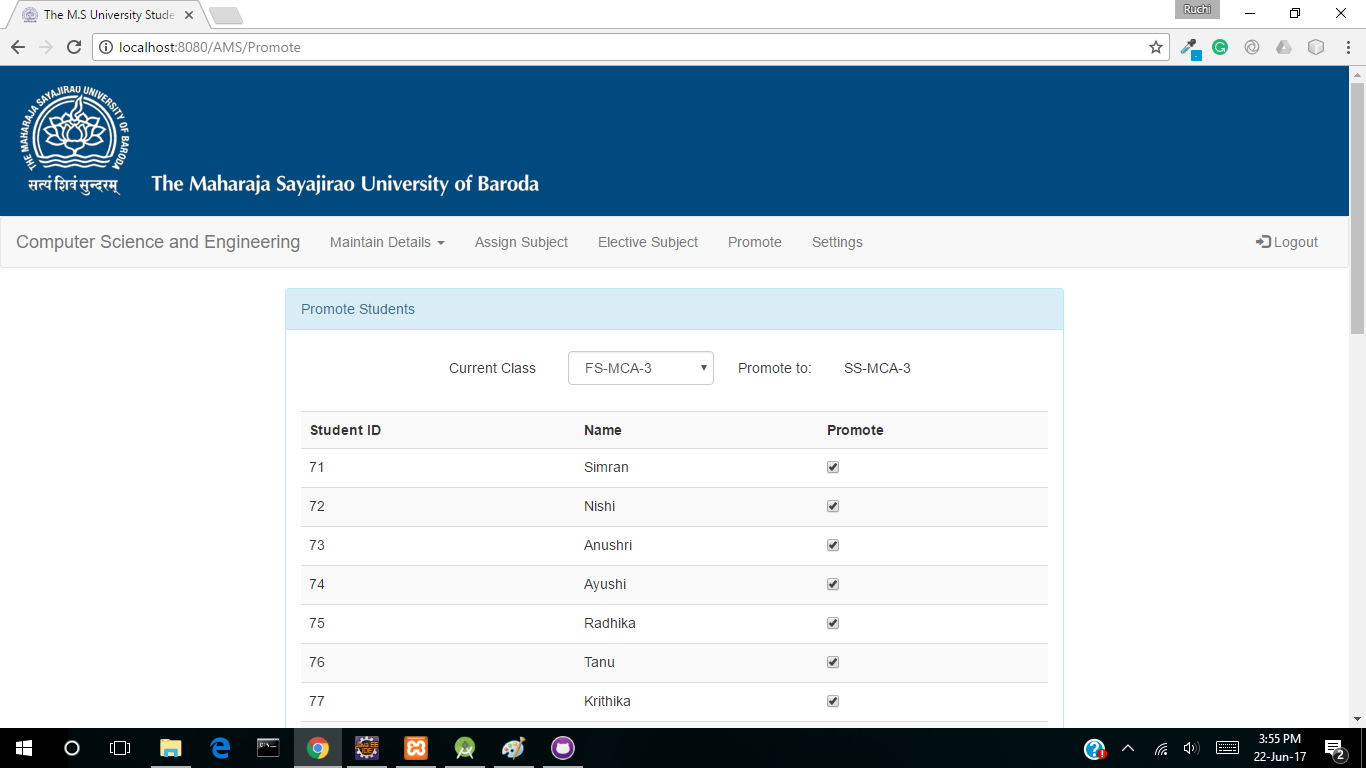 The M.S University Stude
Ruchi
localhost:8080/AMS/Promote
THE MAHARAJA SAYAJIRAO UNIVERSITY OF BARODA
सत्यं शिवं सुन्दरम्
The Maharaja Sayajirao University of Baroda
Computer Science and Engineering Maintain Details Assign Subject Elective Subject Promote Settings Logout
Promote Students
Current Class FS-MCA-3 Promote to: SS-MCA-3
Student ID Name Promote
71 Simran
72 Nishi
73 Anushri
74 Ayushi
75 Radhika
76 Tanu
77 Krithika
3:55 PM
22-Jun-17
2